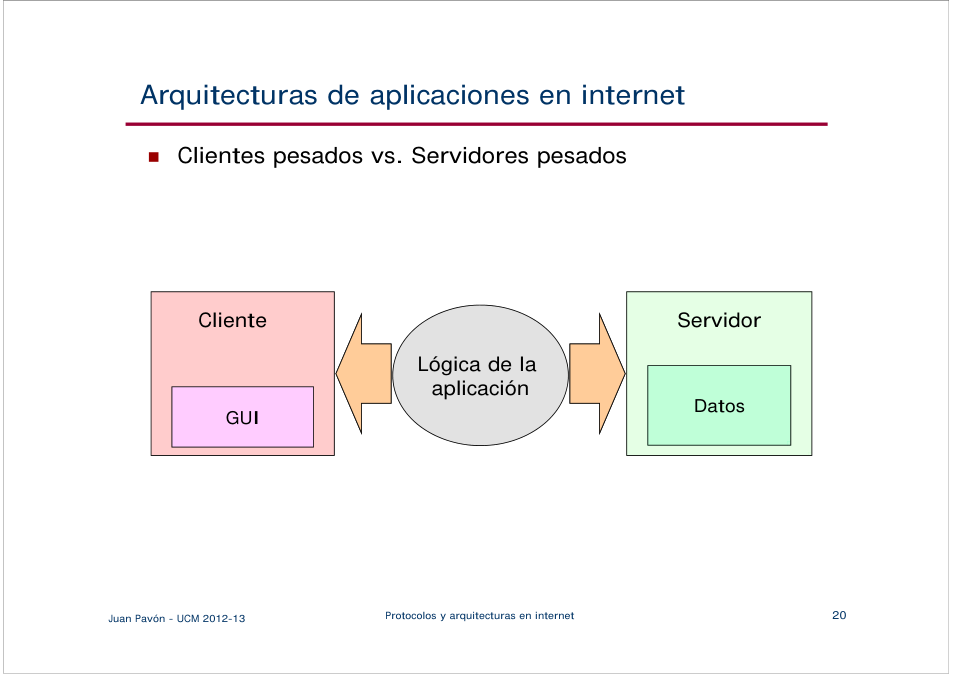 Arquitecturas de aplicaciones en internet
Clientes pesados vs. Servidores pesados
Cliente
GUI
Lógica de la
aplicación
Servidor
Datos
Juan Pavón - UCM 2012-13
Protocolos y arquitecturas en internet
20